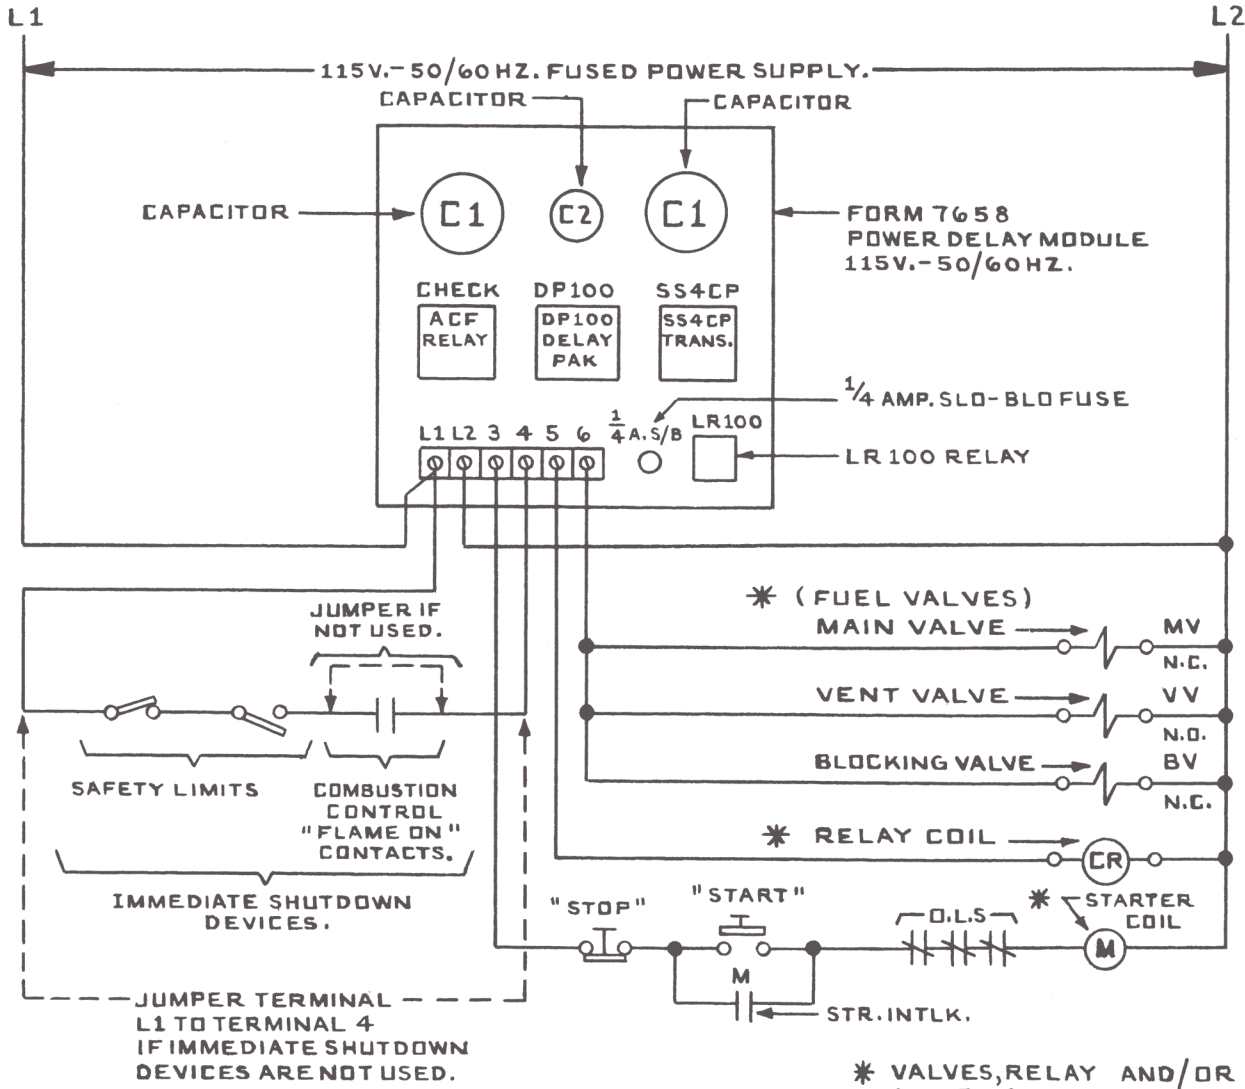 L1
L2
115V.-50/60 HZ. FUSED POWER SUPPLY.
CAPACITOR
CAPACITOR
CAPACITOR
C1
C2
C1
FORM 7658
POWER DELAY MODULE
115V.-50/60 HZ.
CHECK
DP100
SS4CP
ACF
RELAY
DP100
DELAY
PAK
SS4CP
TRANS.
1/4 AMP. SLO-BLO FUSE
L1 L2 3 4 5 6
1/4 A. S/B
LR100
LR 100 RELAY
JUMPER IF
NOT USED.
* (FUEL VALVES)
MAIN VALVE
MV
N.C.
VENT VALVE
VV
N.O.
BLOCKING VALVE
BV
N.C.
SAFETY LIMITS
COMBUSTION
CONTROL
"FLAME ON"
CONTACTS.
* RELAY COIL
CR
IMMEDIATE SHUTDOWN
DEVICES.
"STOP"
"START"
O.L.S
* STARTER
COIL
M
M
STR. INTLK.
JUMPER TERMINAL
L1 TO TERMINAL 4
IF IMMEDIATE SHUTDOWN
DEVICES ARE NOT USED.
* VALVES, RELAY AND/OR